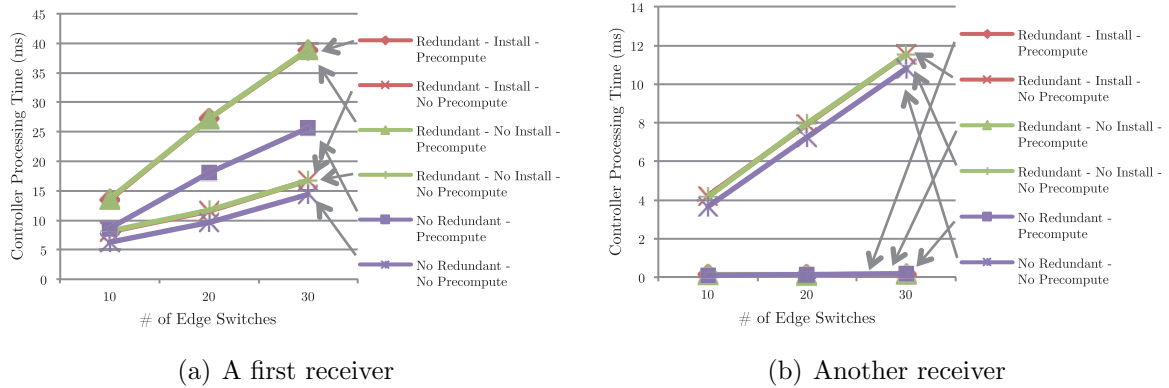 45
40
35
30
25
20
15
10
5
0
Controller Processing Time (ms)
10 20 30
# of Edge Switches
Redundant - Install -
Precompute
Redundant - Install -
No Precompute
Redundant - No Install -
Precompute
Redundant - No Install -
No Precompute
No Redundant -
Precompute
No Redundant -
No Precompute
(a) A first receiver
14
12
10
8
6
4
2
0
Controller Processing Time (ms)
10 20 30
# of Edge Switches
Redundant - Install -
Precompute
Redundant - Install -
No Precompute
Redundant - No Install -
Precompute
Redundant - No Install -
No Precompute
No Redundant -
Precompute
No Redundant -
No Precompute
(b) Another receiver